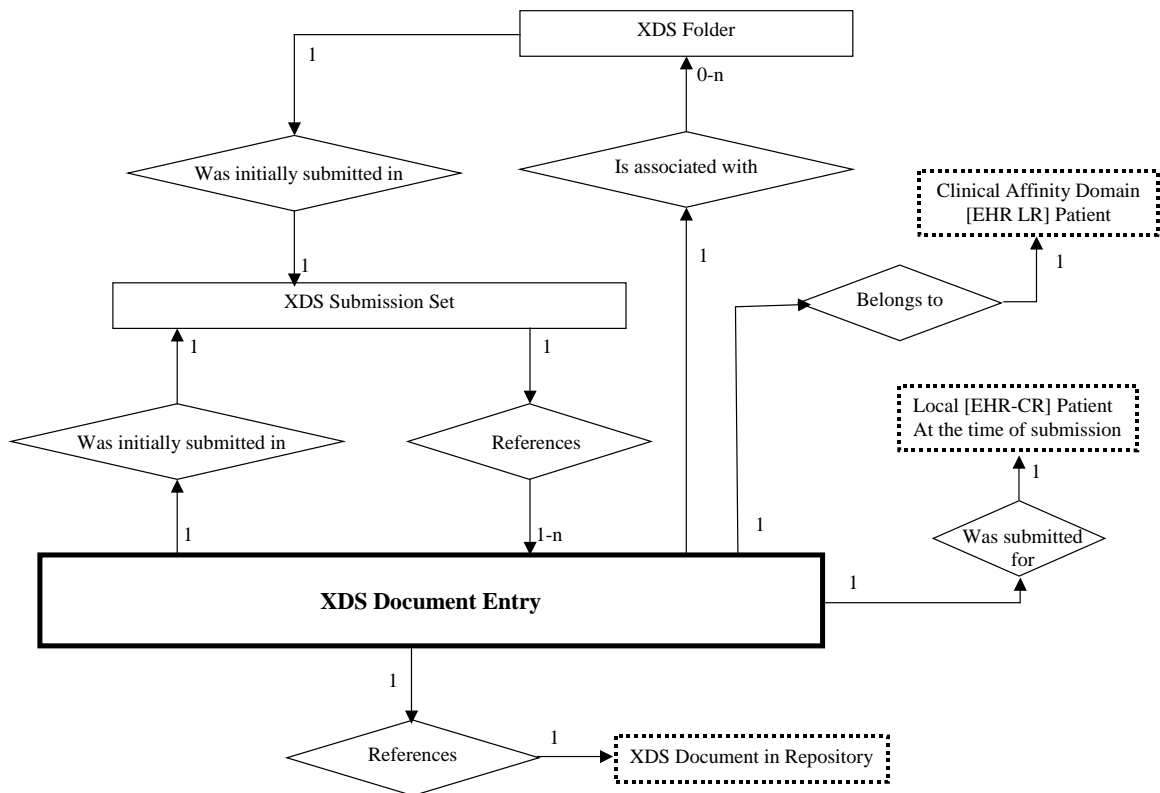 XDS Folder
1
0-n
Was initially submitted in
Is associated with
Clinical Affinity Domain
[EHR LR] Patient
1
1
1
XDS Submission Set
Belongs to
1
1
Local [EHR-CR] Patient
At the time of submission
Was initially submitted in
References
1
1
1-n
1
Was submitted
for
XDS Document Entry
1
1
References
1
XDS Document in Repository